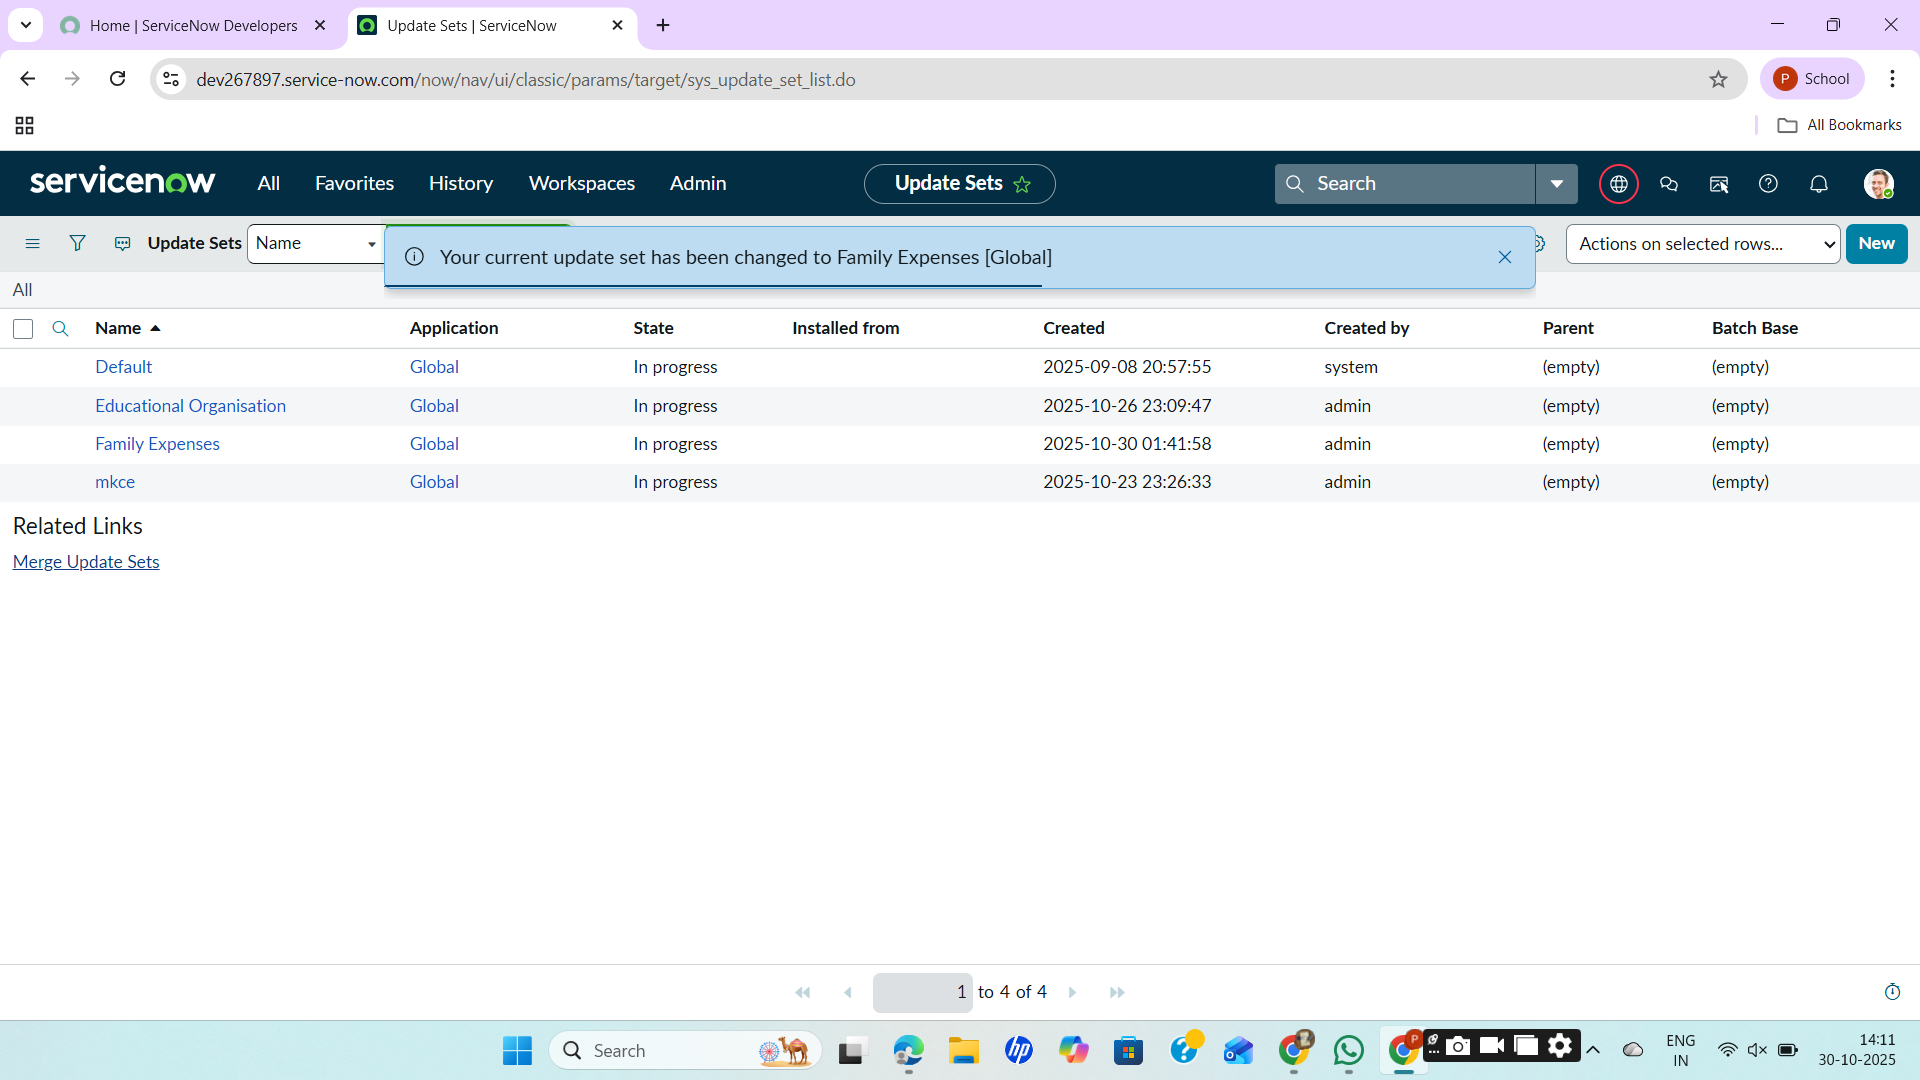 Home | ServiceNow Developers
Update Sets | ServiceNow
dev267897.service-now.com/now/nav/ui/classic/params/target/sys_update_set_list.do
P School
All Bookmarks
servicenow All Favorites History Workspaces Admin Update Sets Search
Update Sets Name Your current update set has been changed to Family Expenses [Global] Actions on selected rows... New
All
Name Application State Installed from Created Created by Parent Batch Base
Default Global In progress 2025-09-08 20:57:55 system (empty) (empty)
Educational Organisation Global In progress 2025-10-26 23:09:47 admin (empty) (empty)
Family Expenses Global In progress 2025-10-30 01:41:58 admin (empty) (empty)
mkce Global In progress 2025-10-23 23:26:33 admin (empty) (empty)
Related Links
Merge Update Sets
1 to 4 of 4
Search
hp
P
ENG
IN
14:11
30-10-2025